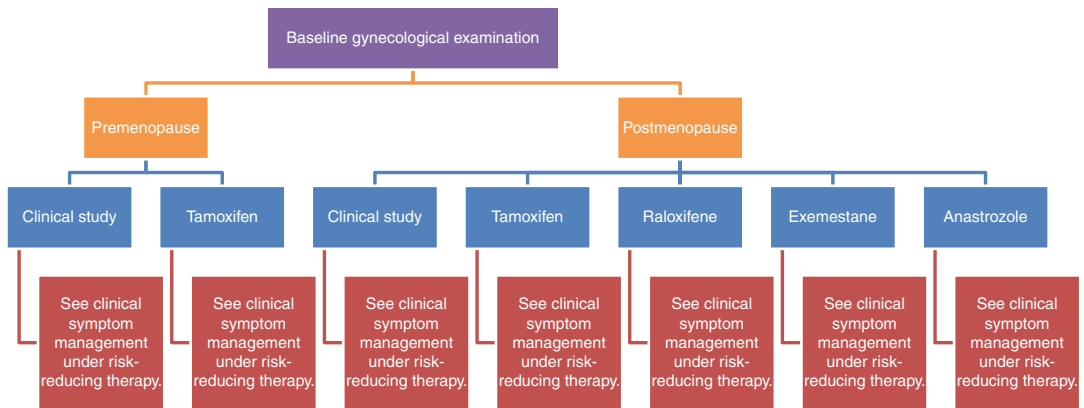 Baseline gynecological examination
Premenopause
Postmenopause
Clinical study
Tamoxifen
Clinical study
Tamoxifen
Raloxifene
Exemestane
Anastrozole
See clinical
symptom
management
under risk-
reducing therapy.
See clinical
symptom
management
under risk-
reducing therapy.
See clinical
symptom
management
under risk-
reducing therapy.
See clinical
symptom
management
under risk-
reducing therapy.
See clinical
symptom
management
under risk-
reducing therapy.
See clinical
symptom
management
under risk-
reducing therapy.
See clinical
symptom
management
under risk-
reducing therapy.